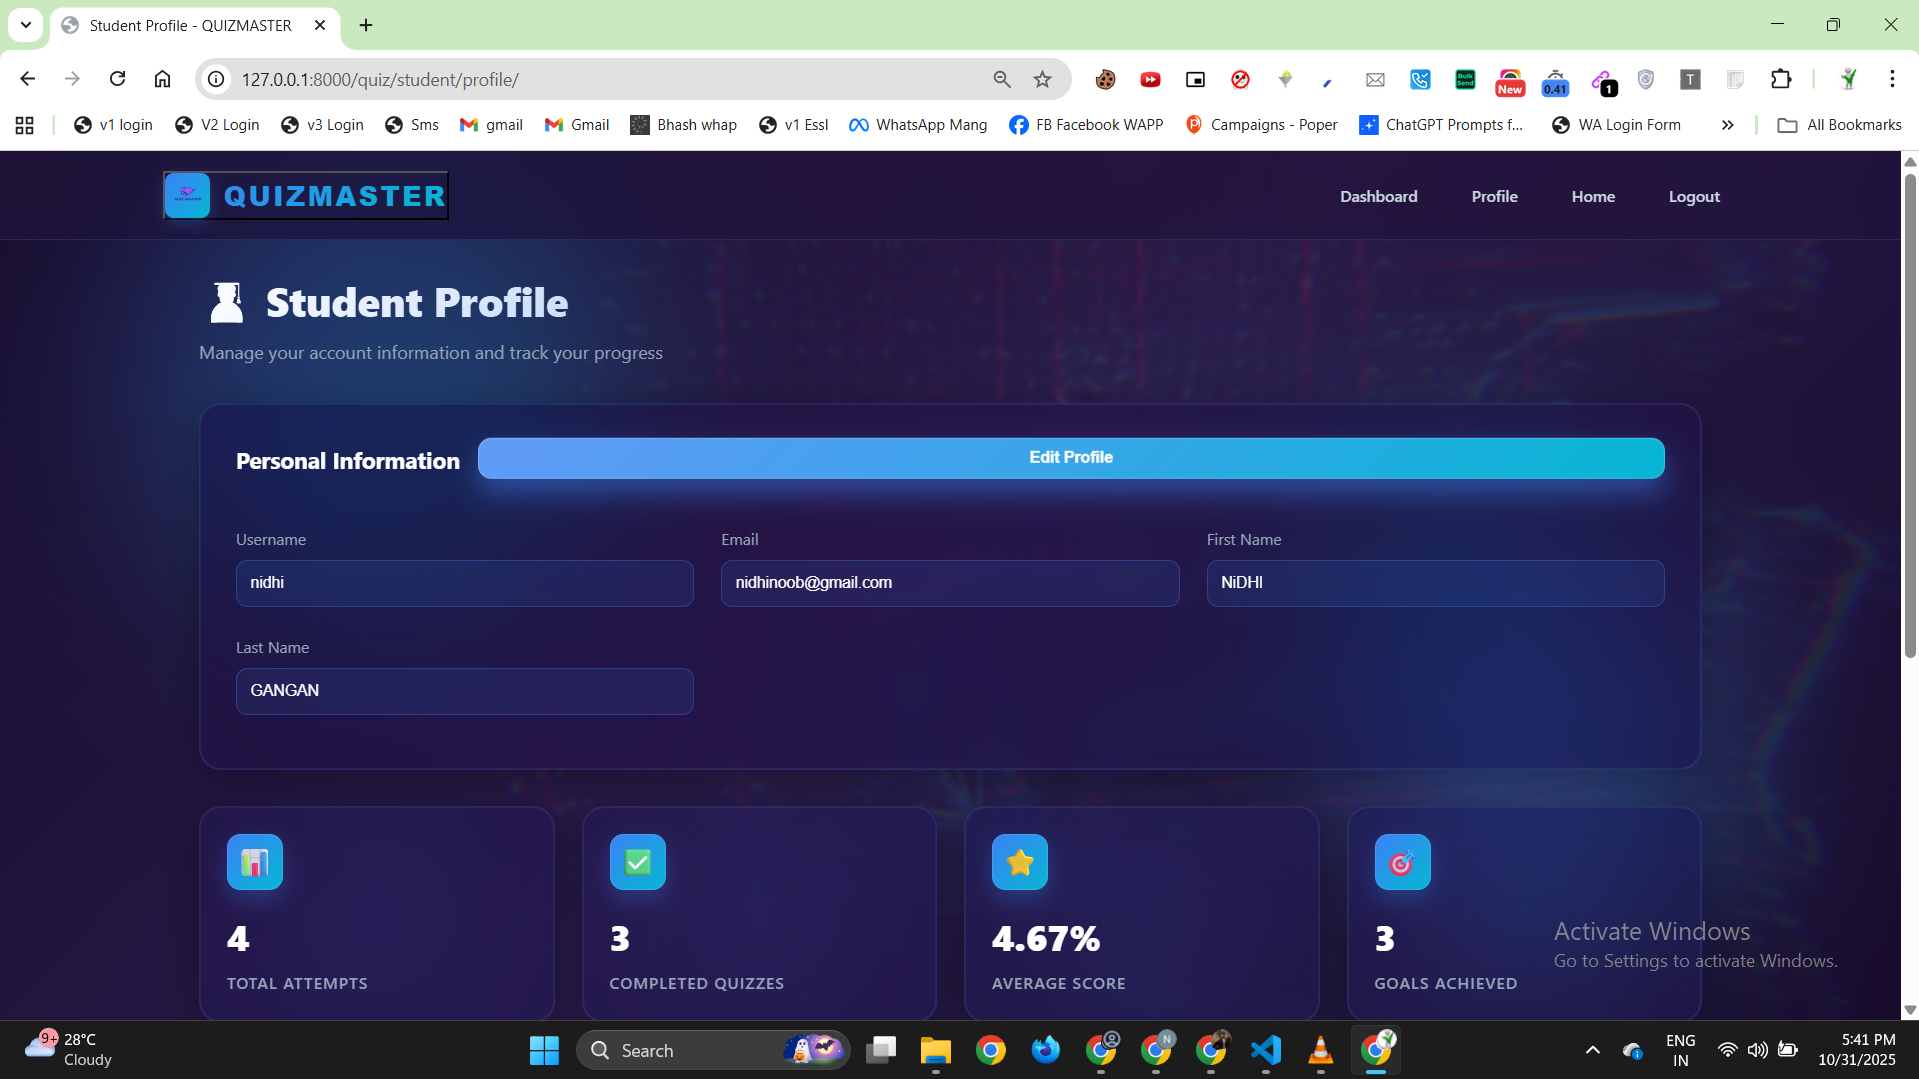 Student Profile - QUIZMASTER
127.0.0.1:8000/quiz/student/profile/
Bulk Send
New
0.41
1
T
v1 login
V2 Login
v3 Login
Sms
gmail
Gmail
Bhash whap
v1 Essl
WhatsApp Mang
FB Facebook WAPP
Campaigns - Poper
ChatGPT Prompts f...
WA Login Form
All Bookmarks
QUIZMASTER
Dashboard
Profile
Home
Logout
Student Profile
Manage your account information and track your progress
Personal Information
Edit Profile
Username
Email
First Name
nidhi
nidhinoob@gmail.com
NiDHI
Last Name
GANGAN
4
TOTAL ATTEMPTS
3
COMPLETED QUIZZES
4.67%
AVERAGE SCORE
3
GOALS ACHIEVED
Activate Windows
Go to Settings to activate Windows.
9+
28°C
Cloudy
Search
N
ENG
IN
5:41 PM
10/31/2025